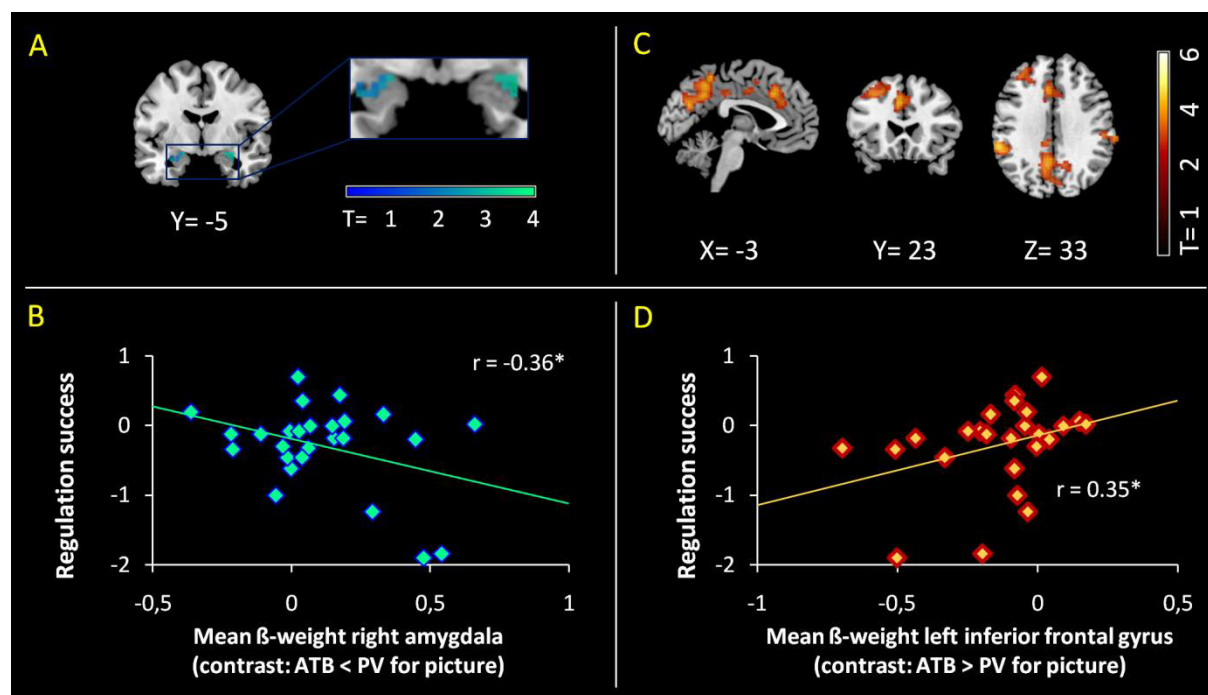 A
Y= -5
T= 1 2 3 4
C
X= -3
Y= 23
Z= 33
T= 1 2 4 6
B
r = -0.36*
Regulation success
1
0
-1
-2
-0,5 0 0,5 1
Mean ß-weight right amygdala
(contrast: ATB < PV for picture)
D
r = 0.35*
Regulation success
1
0
-1
-2
-1 -0,5 0 0,5
Mean ß-weight left inferior frontal gyrus
(contrast: ATB > PV for picture)